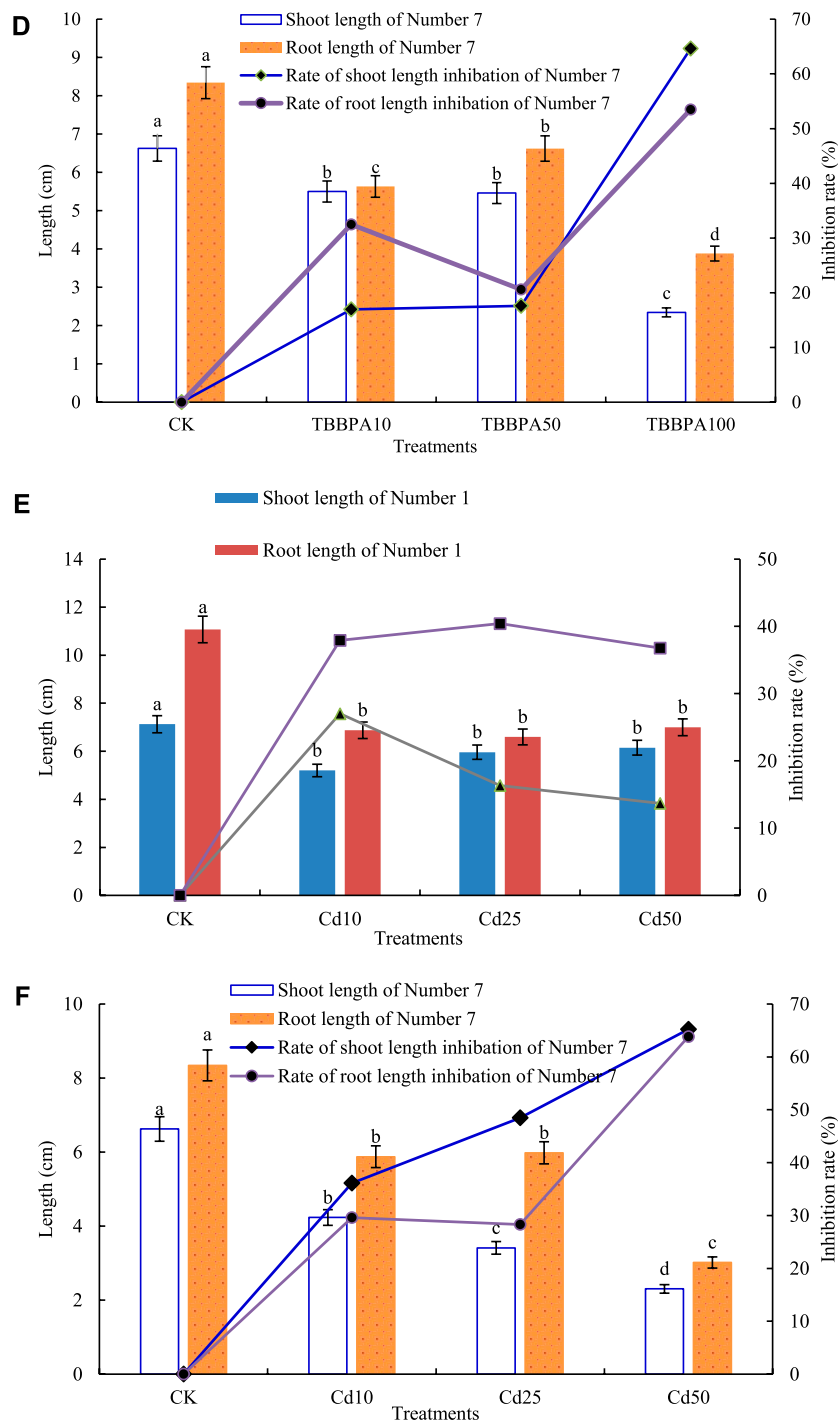 D
Shoot length of Number 7
Root length of Number 7
Rate of shoot length inhibation of Number 7
Rate of root length inhibation of Number 7
10
9
8
7
6
5
4
3
2
1
0
Length (cm)
70
60
50
40
30
20
10
0
Inhibition rate (%)
a
a
b
c
b
b
c
d
CK
TBBPA10
TBBPA50
TBBPA100
Treatments
E
Shoot length of Number 1
Root length of Number 1
14
12
10
8
6
4
2
0
Length (cm)
50
40
30
20
10
0
Inhibition rate (%)
a
a
b
b
b
b
b
b
CK
Cd10
Cd25
Cd50
Treatments
F
Shoot length of Number 7
Root length of Number 7
Rate of shoot length inhibation of Number 7
Rate of root length inhibation of Number 7
10
8
6
4
2
0
Length (cm)
70
60
50
40
30
20
10
0
Inhibition rate (%)
a
a
b
b
c
b
d
c
CK
Cd10
Cd25
Cd50
Treatments